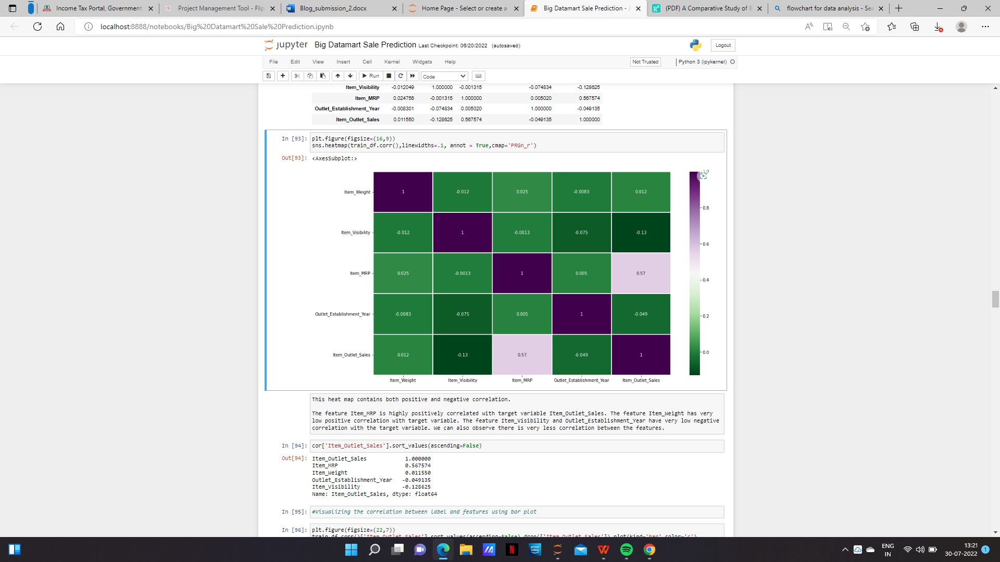 Income Tax Portal, Government
Project Management Tool - Flip
Blog_submission_2.docx
Home Page - Select or create a
Big Datamart Sale Prediction - J
(PDF) A Comparative Study of B
flowchart for data analysis - Sea
localhost:8888/notebooks/Big%20Datamart%20Sale%20Prediction.ipynb
jupyter Big Datamart Sale Prediction Last Checkpoint: 06/20/2022 (autosaved)
Logout
File Edit View Insert Cell Kernel Widgets Help
Not Trusted
Python 3 (ipykernel)
Run
Code
Item_Visibility -0.012049 1.000000 -0.001315 -0.074834 -0.128625
Item_MRP 0.024756 -0.001315 1.000000 0.005020 0.567574
Outlet_Establishment_Year -0.008301 -0.074834 0.005020 1.000000 -0.049135
Item_Outlet_Sales 0.011550 -0.128625 0.567574 -0.049135 1.000000
In [93]: plt.figure(figsize=(16,9))
sns.heatmap(train_df.corr(),linewidths=.1, annot = True,cmap='PRGn_r')
Out[93]: <AxesSubplot:>
1.0
Item_Weight 1 -0.012 0.025 -0.0083 0.012
0.8
Item_Visibility -0.012 1 -0.0013 -0.075 -0.13
0.6
Item_MRP 0.025 -0.0013 1 0.005 0.57
0.4
Outlet_Establishment_Year -0.0083 -0.075 0.005 1 -0.049
0.2
Item_Outlet_Sales 0.012 -0.13 0.57 -0.049 1
0.0
Item_Weight Item_Visibility Item_MRP Outlet_Establishment_Year Item_Outlet_Sales
This heat map contains both positive and negative correlation.
The feature Item_MRP is highly positively correlated with target variable Item_Outlet_Sales. The feature Item_Weight has very
low positive correlation with target variable. The feature Item_Visibility and Outlet_Establishment_Year have very low negative
correlation with the target variable. We can also observe there is very less correlation between the features.
In [94]: cor['Item_Outlet_Sales'].sort_values(ascending=False)
Out[94]: Item_Outlet_Sales 1.000000
Item_MRP 0.567574
Item_Weight 0.011550
Outlet_Establishment_Year -0.049135
Item_Visibility -0.128625
Name: Item_Outlet_Sales, dtype: float64
In [95]: #Visualizing the correlation between label and features using bar plot
In [96]: plt.figure(figsize=(22,7))
train_df.corr()['Item_Outlet_Sales'].sort_values(ascending=False).drop(['Item_Outlet_Sales']).plot(kind='bar',color='c')
prime video
ENG
IN
13:21
30-07-2022
1